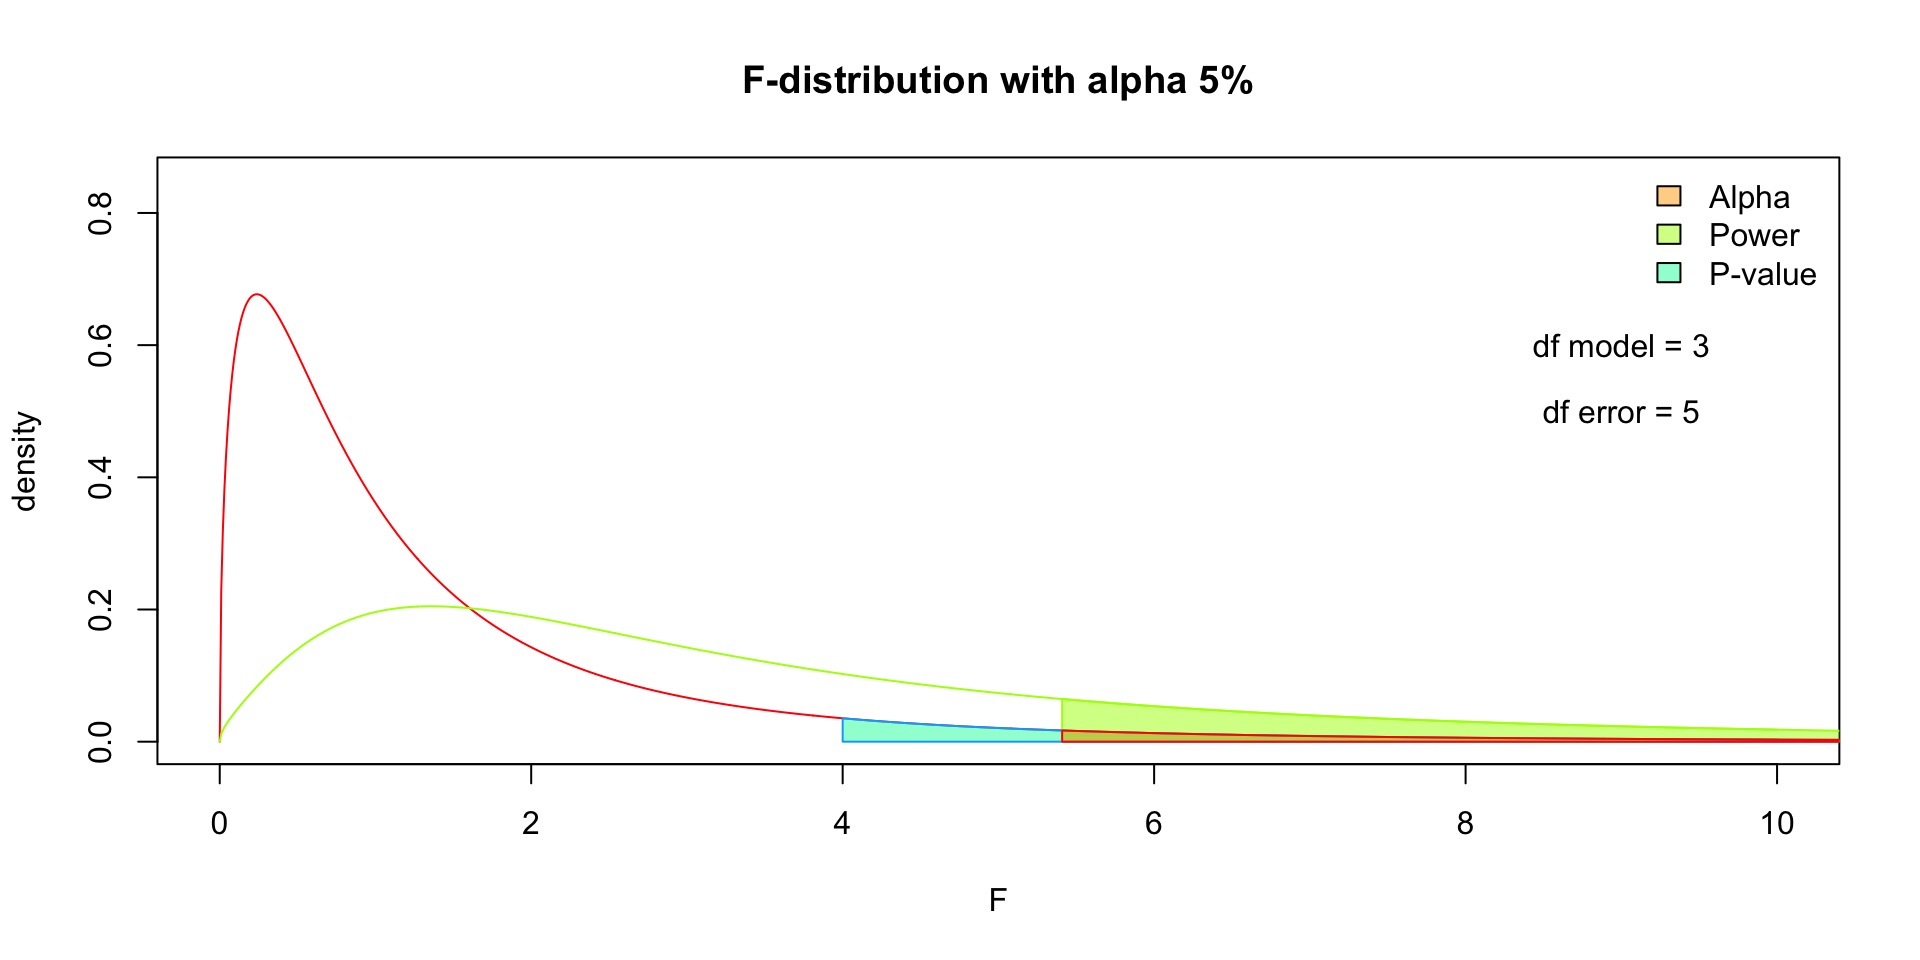 F-distribution with alpha 5%
Alpha
Power
P-value
df model = 3
df error = 5
density
0.8
0.6
0.4
0.2
0.0
0 2 4 6 8 10
F